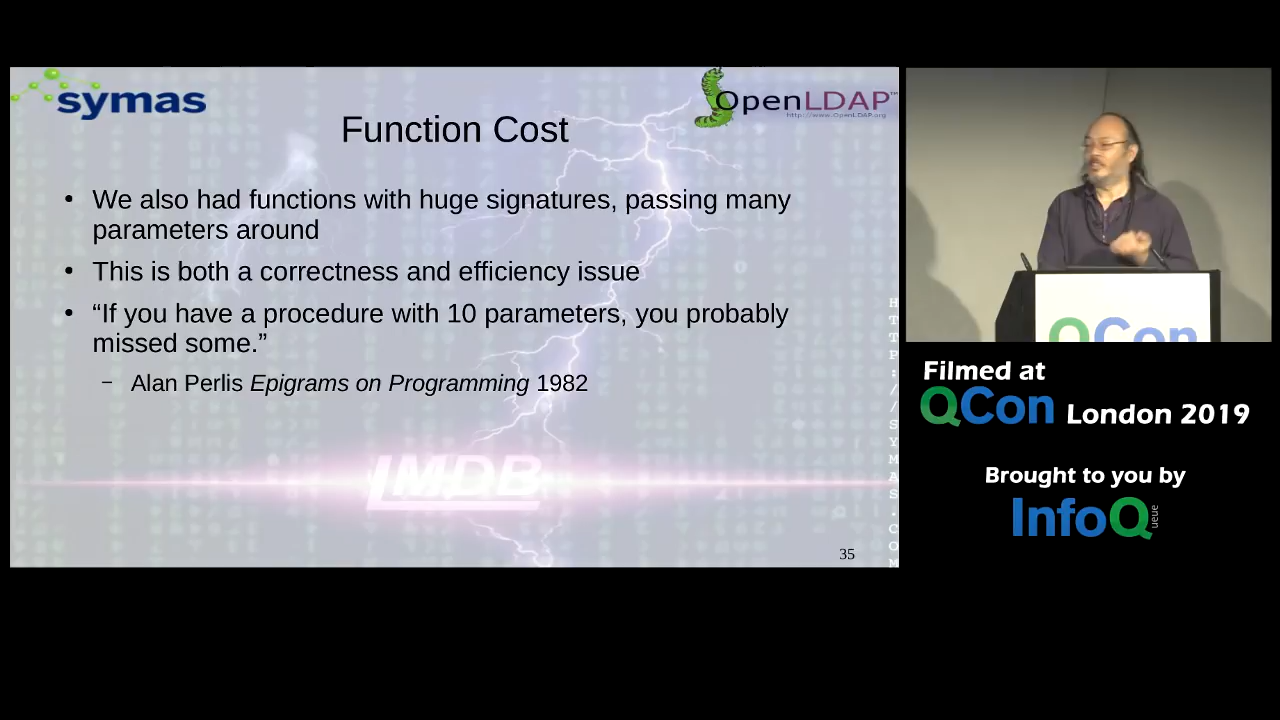 symas
OpenLDAP™
http://www.OpenLDAP.org
Function Cost
• We also had functions with huge signatures, passing many
parameters around
• This is both a correctness and efficiency issue
• “If you have a procedure with 10 parameters, you probably
missed some.”
– Alan Perlis Epigrams on Programming 1982
LMDB
HTTP://SYMAS.COM
35
QCon
Filmed at
QCon London 2019
Brought to you by
InfoQueue